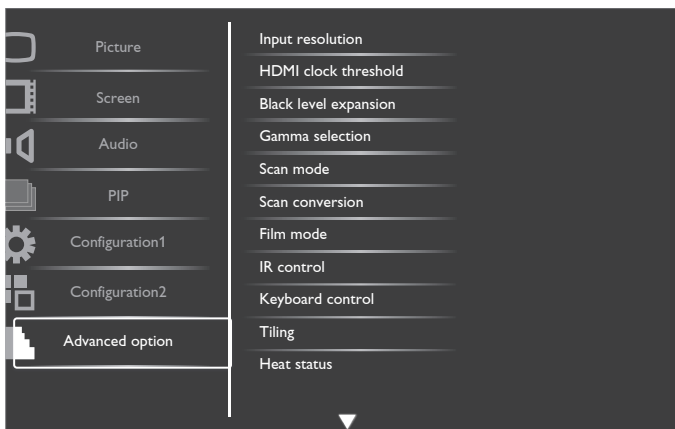 Picture
Screen
Audio
PIP
Configuration1
Configuration2
Advanced option
Input resolution
HDMI clock threshold
Black level expansion
Gamma selection
Scan mode
Scan conversion
Film mode
IR control
Keyboard control
Tiling
Heat status